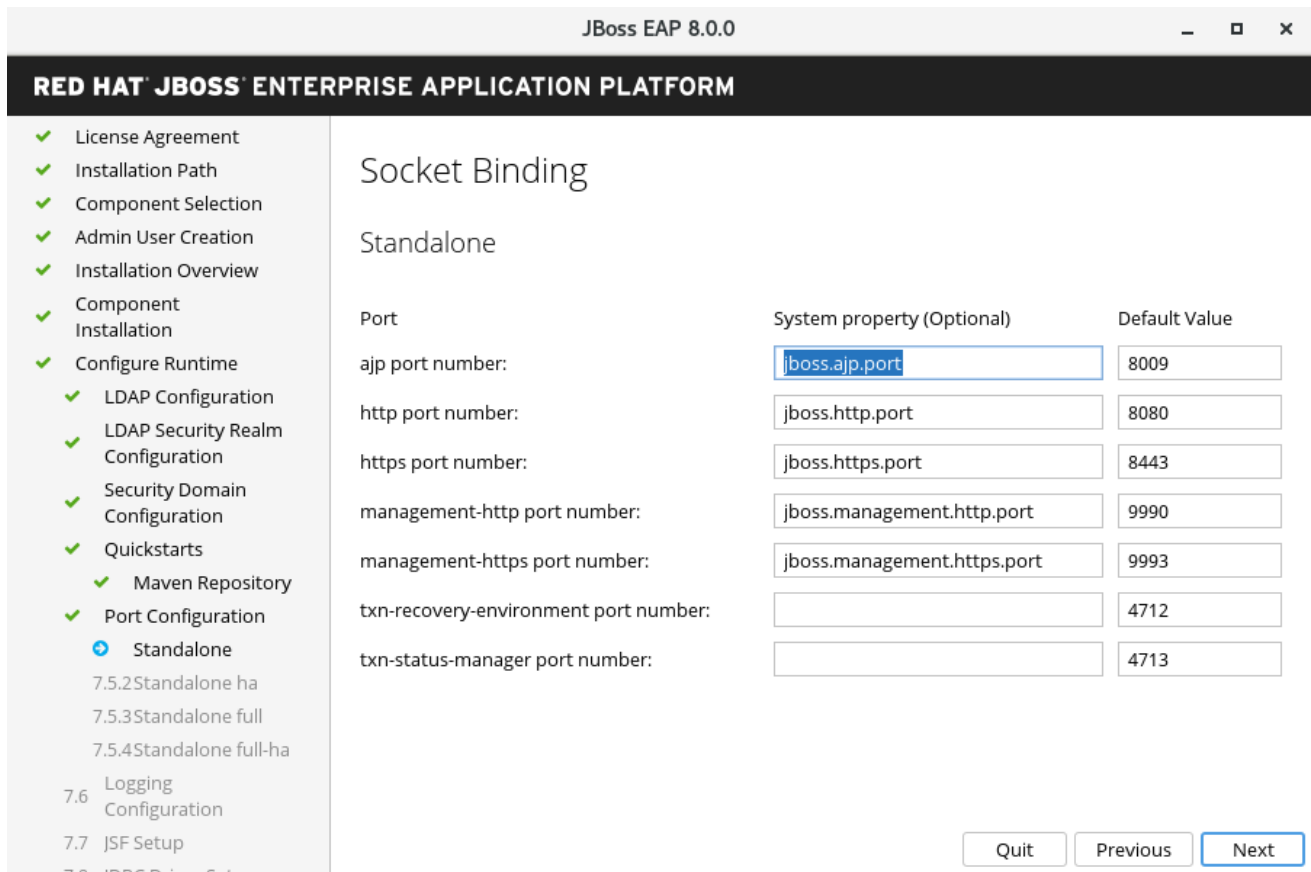 JBoss EAP 8.0.0
RED HAT® JBOSS® ENTERPRISE APPLICATION PLATFORM
License Agreement
Installation Path
Component Selection
Admin User Creation
Installation Overview
Component
Installation
Configure Runtime
LDAP Configuration
LDAP Security Realm
Configuration
Security Domain
Configuration
Quickstarts
Maven Repository
Port Configuration
Standalone
7.5.2 Standalone ha
7.5.3 Standalone full
7.5.4 Standalone full-ha
7.6 Logging
Configuration
7.7 JSF Setup
Socket Binding
Standalone
Port System property (Optional) Default Value
ajp port number: jboss.ajp.port 8009
http port number: jboss.http.port 8080
https port number: jboss.https.port 8443
management-http port number: jboss.management.http.port 9990
management-https port number: jboss.management.https.port 9993
txn-recovery-environment port number: 4712
txn-status-manager port number: 4713
Quit Previous Next